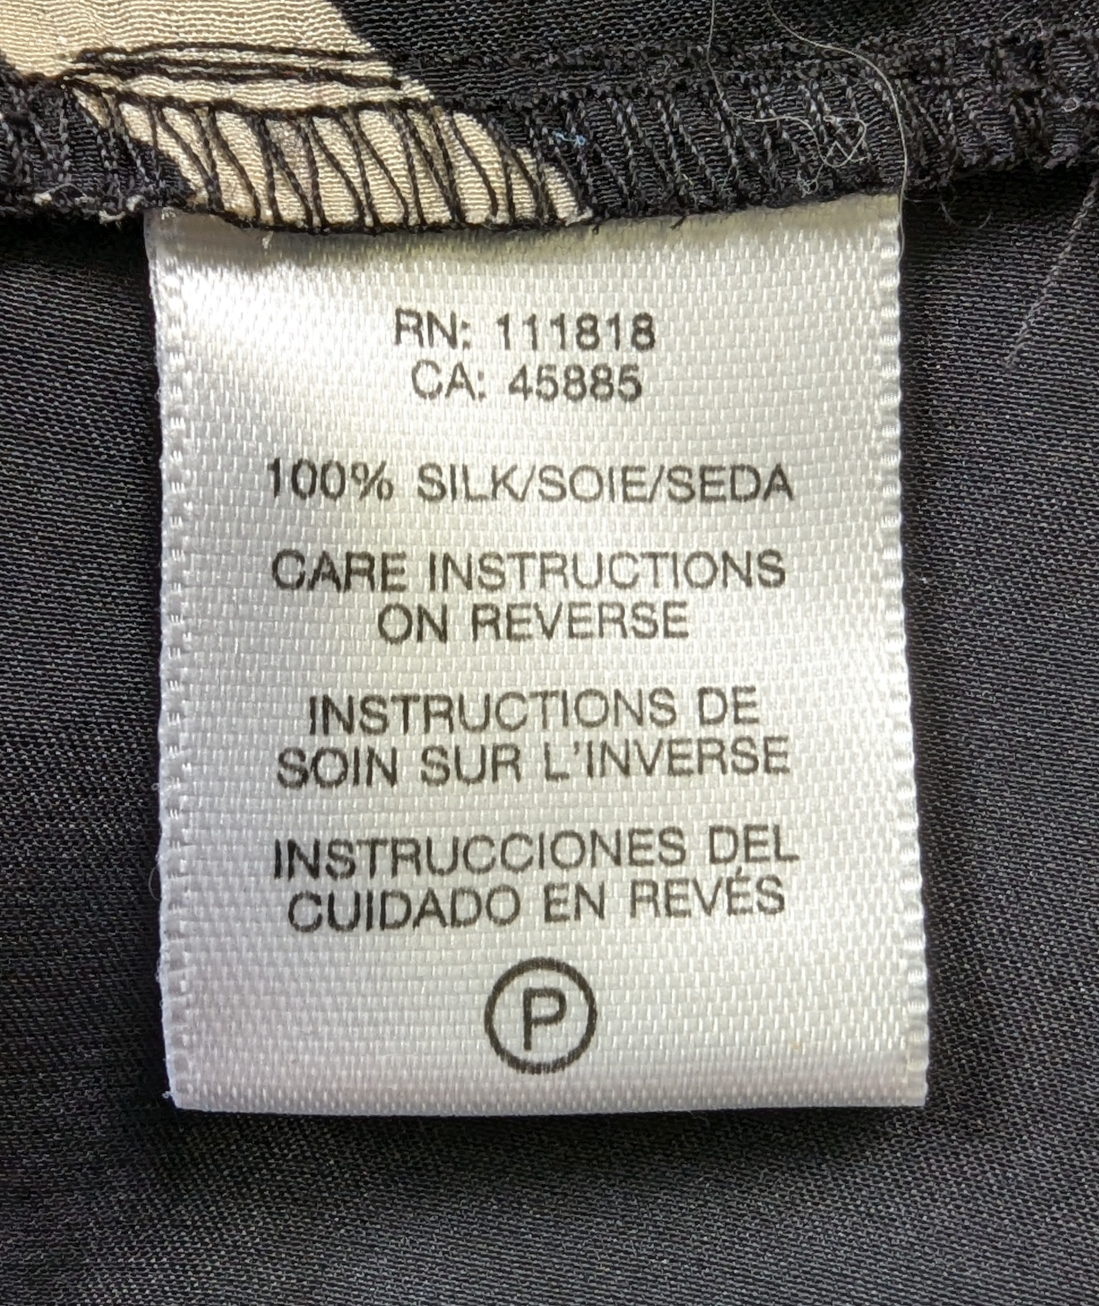 RN: 111818
CA: 45885
100% SILK/SOIE/SEDA
CARE INSTRUCTIONS
ON REVERSE
INSTRUCTIONS DE
SOIN SUR L'INVERSE
INSTRUCCIONES DEL
CUIDADO EN REVÉS
P